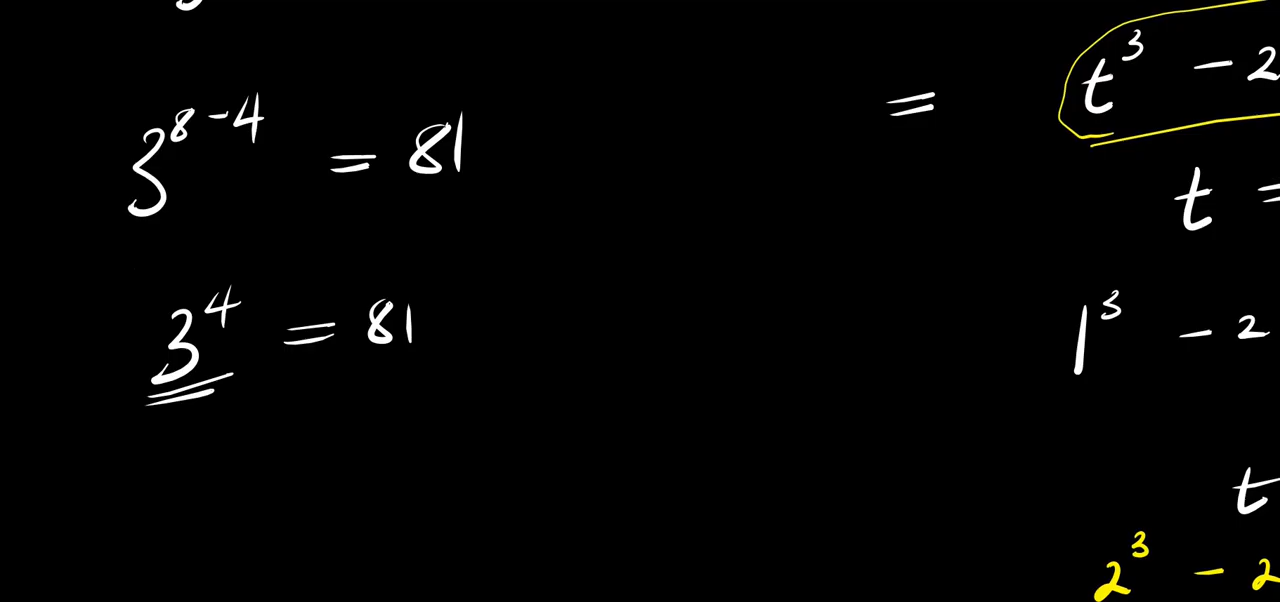 3^{8-4} = 81
3^4 = 81
= t^3 - 2
t =
1^3 - 2
t
2^3 - 2